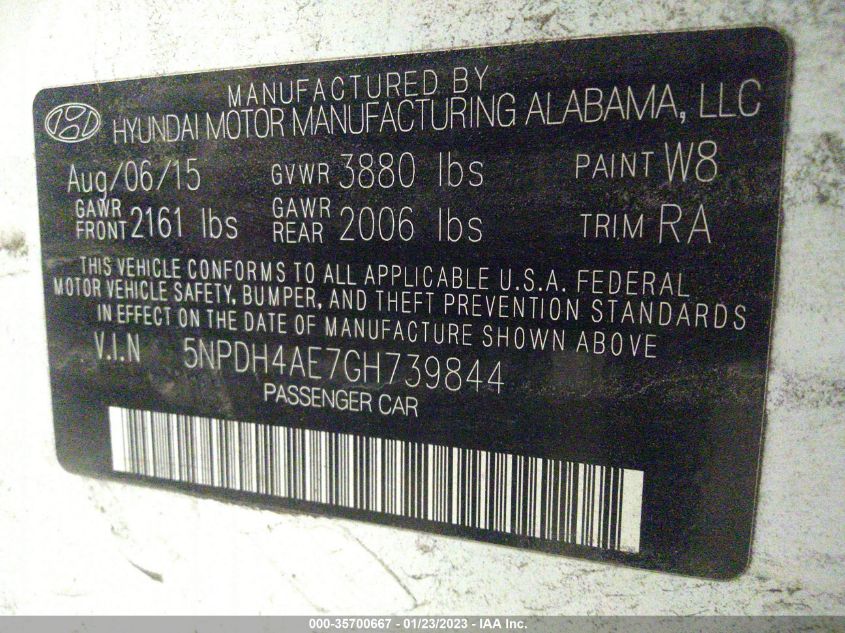 MANUFACTURED BY
HYUNDAI MOTOR MANUFACTURING ALABAMA, LLC
Aug/06/15 GVWR 3880 lbs PAINT W8
GAWR FRONT 2161 lbs GAWR REAR 2006 lbs TRIM RA
THIS VEHICLE CONFORMS TO ALL APPLICABLE U.S.A. FEDERAL
MOTOR VEHICLE SAFETY, BUMPER, AND THEFT PREVENTION STANDARDS
IN EFFECT ON THE DATE OF MANUFACTURE SHOWN ABOVE
V.I.N 5NPDH4AE7GH739844
PASSENGER CAR
000-35700667 - 01/23/2023 - IAA Inc.